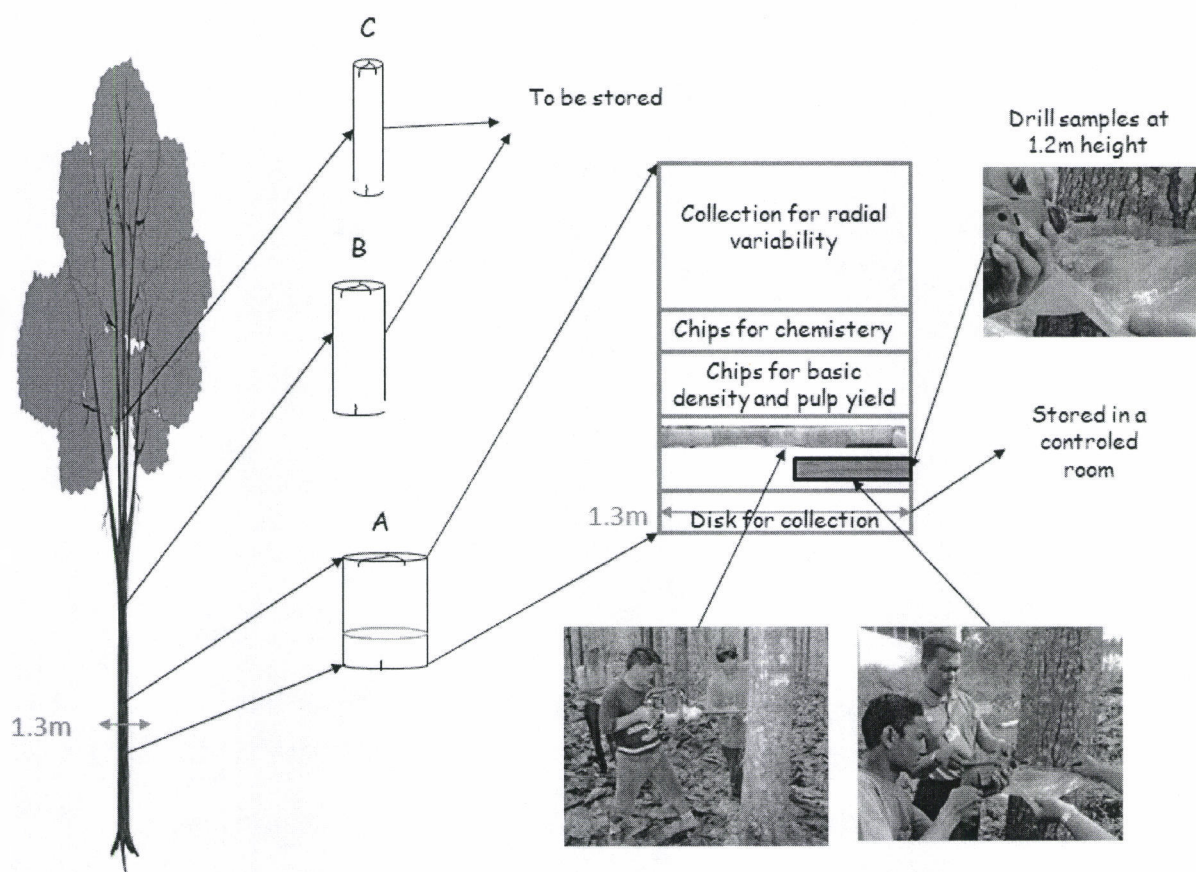 C
To be stored
Drill samples at
1.2m height
Collection for radial
variability
B
Chips for chemistery
Chips for basic
density and pulp yield
Stored in a
controled
room
A
1.3m
Disk for collection
1.3m